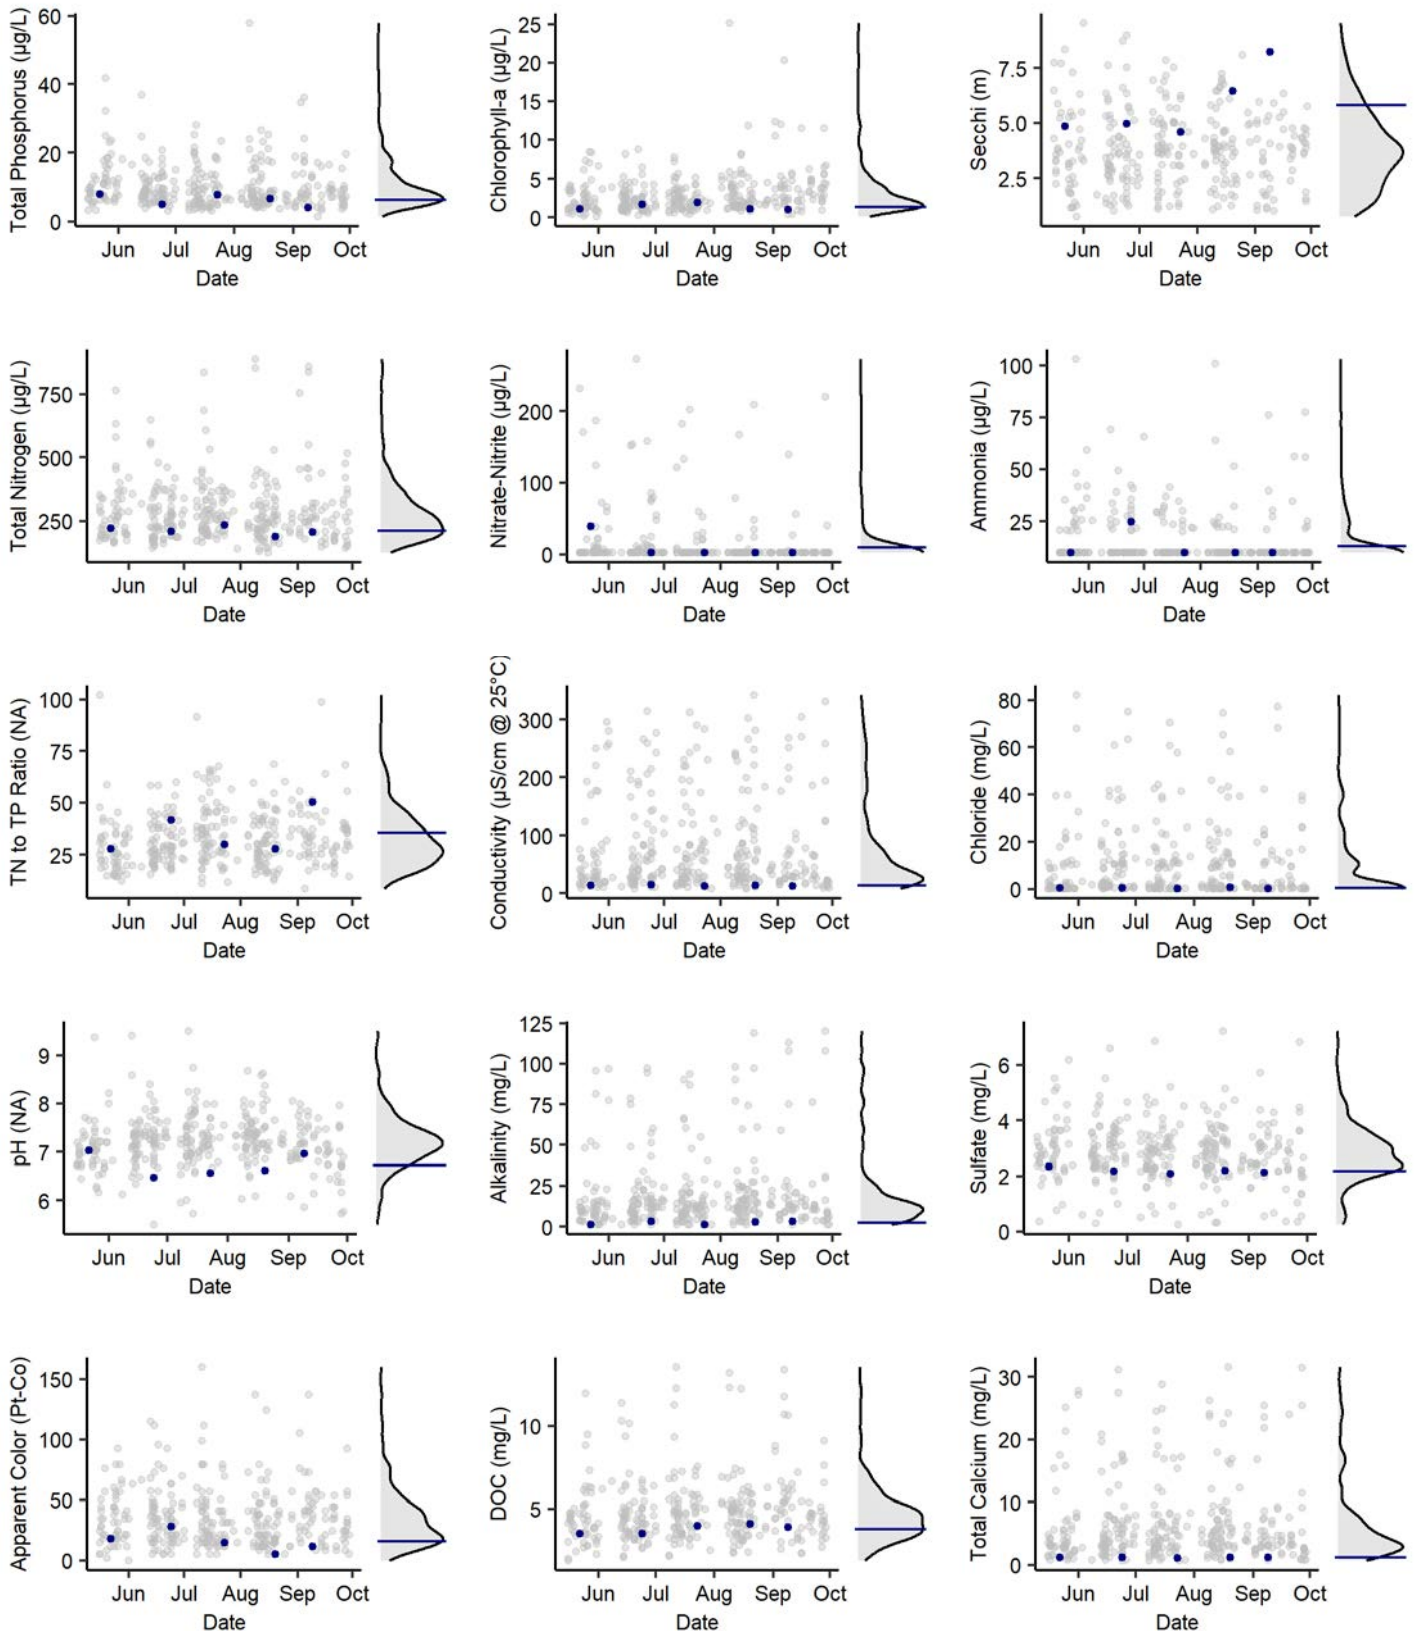 Total Phosphorus (µg/L)
60
40
20
0
Jun Jul Aug Sep Oct
Date
Chlorophyll-a (µg/L)
25
20
15
10
5
0
Jun Jul Aug Sep Oct
Date
Secchi (m)
7.5
5.0
2.5
Jun Jul Aug Sep Oct
Date
Total Nitrogen (µg/L)
750
500
250
Jun Jul Aug Sep Oct
Date
Nitrate-Nitrite (µg/L)
200
100
0
Jun Jul Aug Sep Oct
Date
Ammonia (µg/L)
100
75
50
25
Jun Jul Aug Sep Oct
Date
TN to TP Ratio (NA)
100
75
50
25
Jun Jul Aug Sep Oct
Date
Conductivity (µS/cm @ 25°C)
300
200
100
0
Jun Jul Aug Sep Oct
Date
Chloride (mg/L)
80
60
40
20
0
Jun Jul Aug Sep Oct
Date
pH (NA)
9
8
7
6
Jun Jul Aug Sep Oct
Date
Alkalinity (mg/L)
125
100
75
50
25
0
Jun Jul Aug Sep Oct
Date
Sulfate (mg/L)
6
4
2
0
Jun Jul Aug Sep Oct
Date
Apparent Color (Pt-Co)
150
100
50
0
Jun Jul Aug Sep Oct
Date
DOC (mg/L)
10
5
Jun Jul Aug Sep Oct
Date
Total Calcium (mg/L)
30
20
10
0
Jun Jul Aug Sep Oct
Date